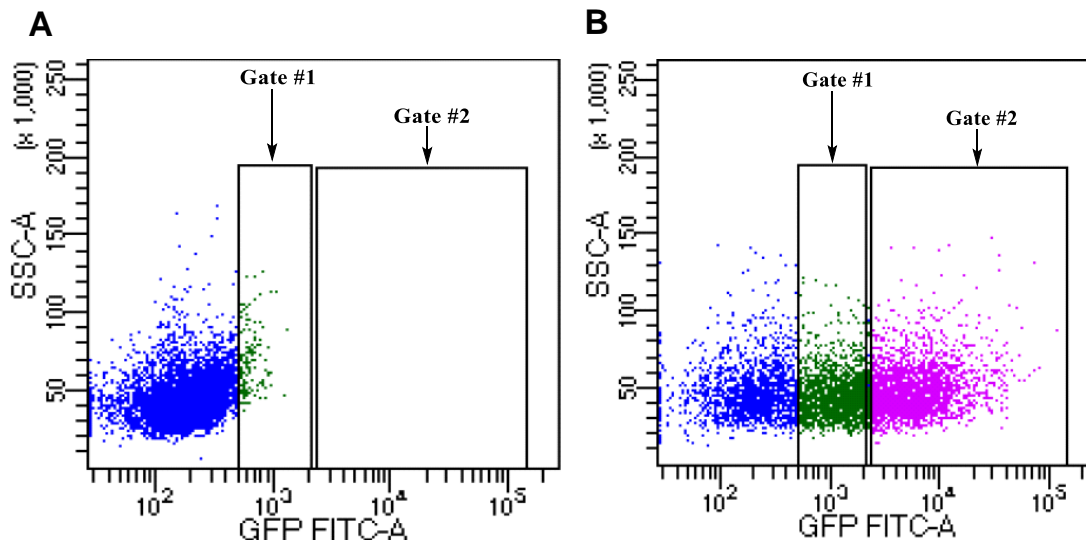 A
B
(x 1,000)
250
200
150
100
50
SSC-A
Gate #1
Gate #2
10²
10³
10⁴
10⁵
GFP FITC-A
(x 1,000)
250
200
150
100
50
SSC-A
Gate #1
Gate #2
10²
10³
10⁴
10⁵
GFP FITC-A